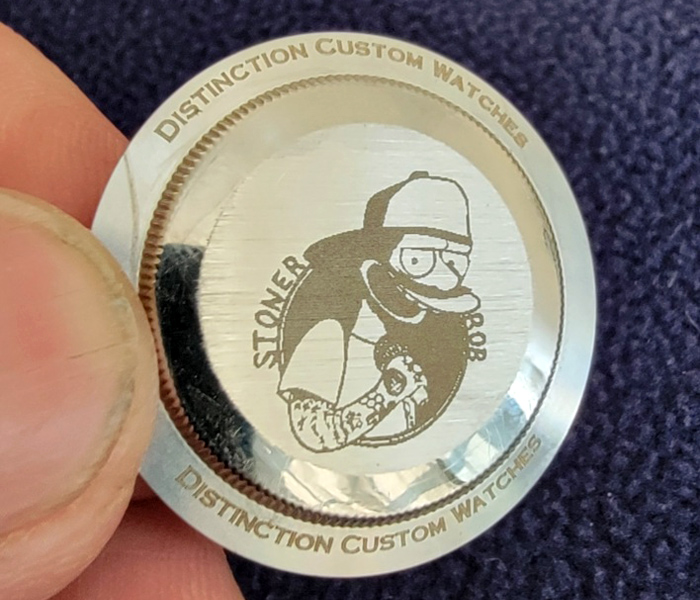 DISTINCTION CUSTOM WATCHES
STONER
BOB
DISTINCTION CUSTOM WATCHES